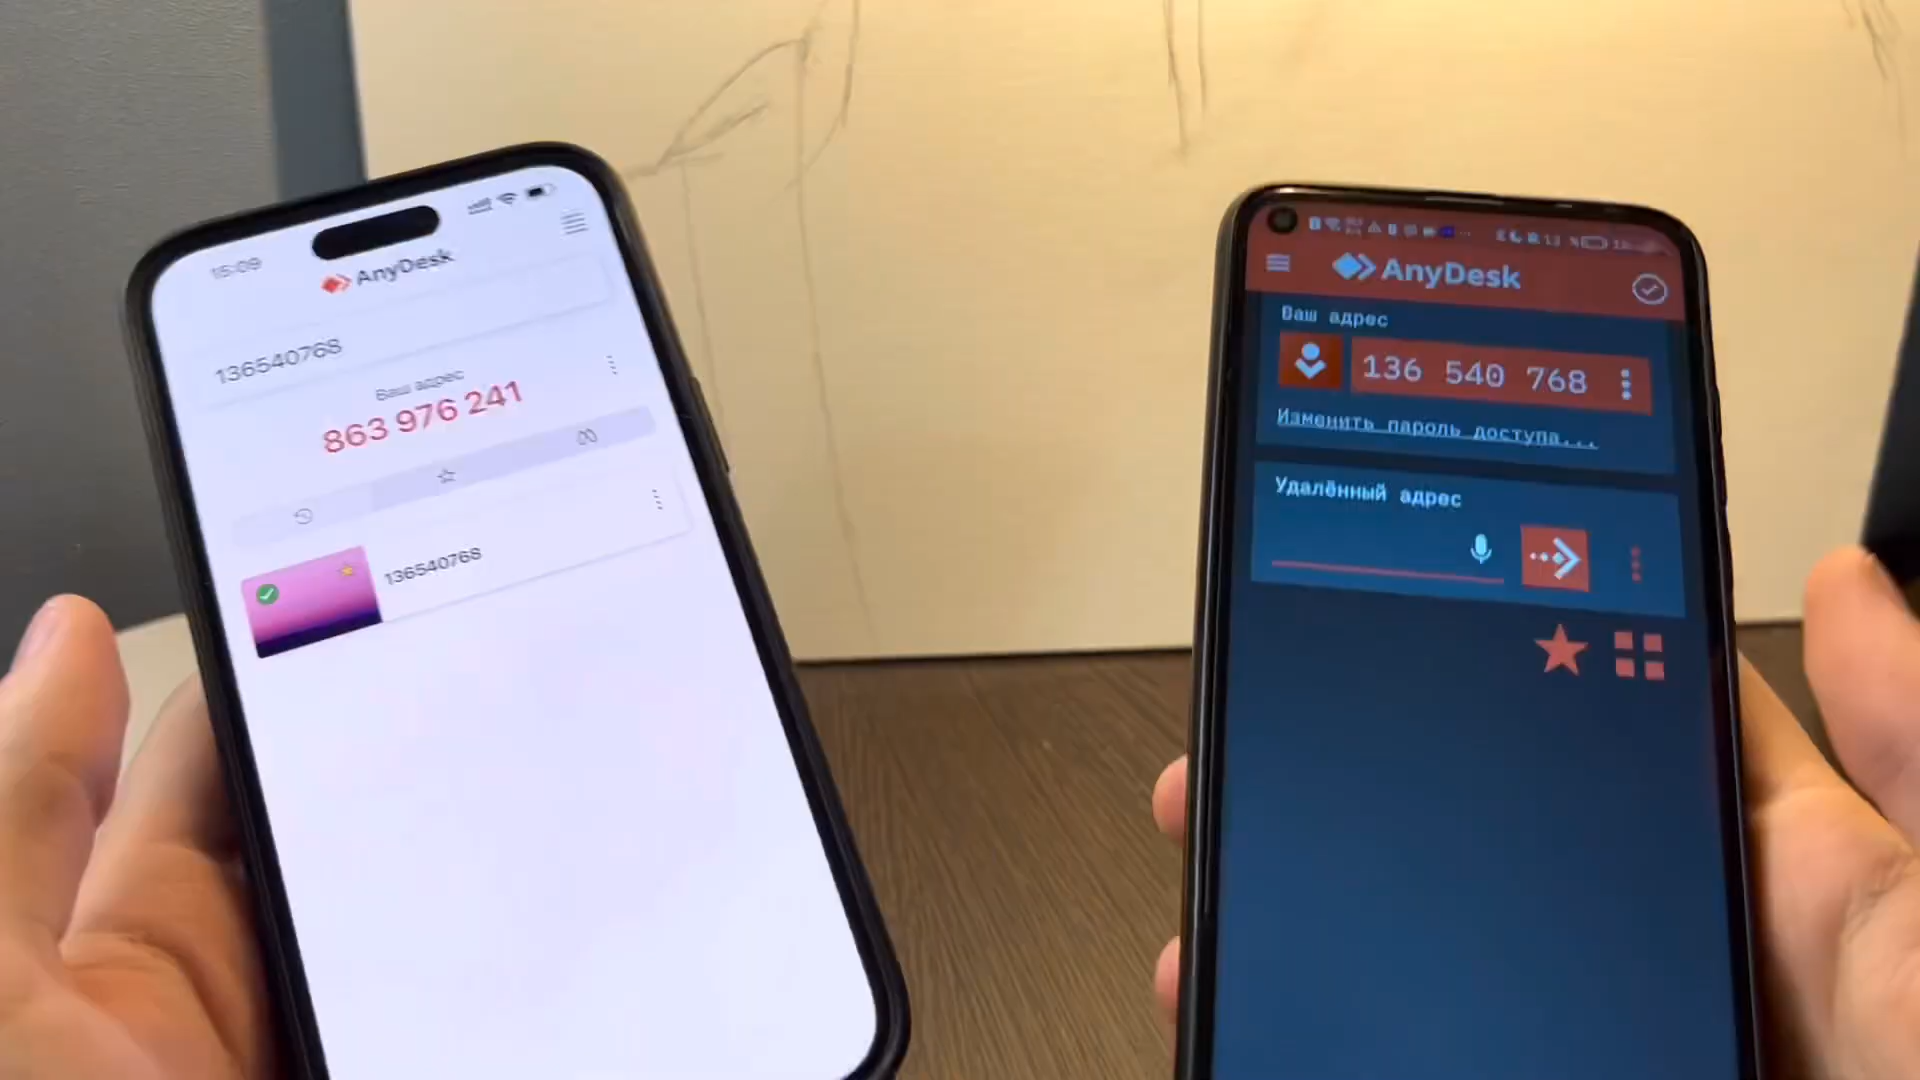 15:09
AnyDesk
136540768
Ваш адрес
863 976 241
136540768
AnyDesk
Ваш адрес
136 540 768
Изменить пароль доступа...
Удалённый адрес